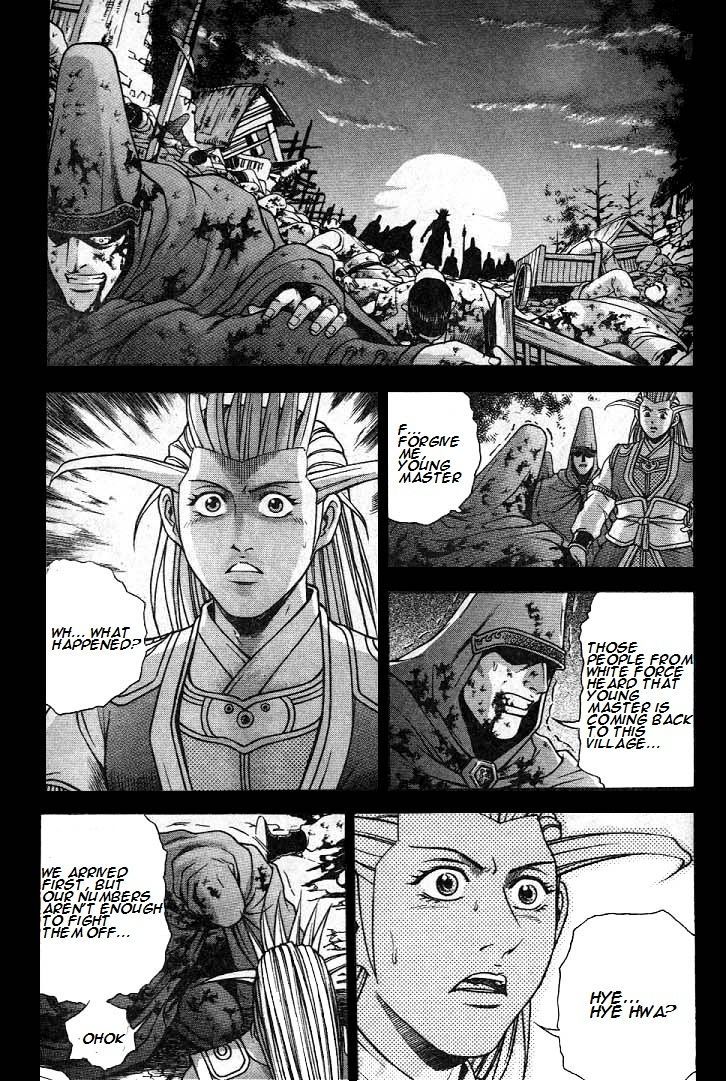 F...
FORGIVE
ME,
YOUNG
MASTER
WH... WHAT
HAPPENED?
THOSE
PEOPLE FROM
WHITE FORCE
HEARD THAT
YOUNG
MASTER IS
COMING BACK
TO THIS
VILLAGE...
WE ARRIVED
FIRST, BUT
OUR NUMBERS
AREN'T ENOUGH
TO FIGHT
THEM OFF...
OHOK
HYE...
HYE HWA?